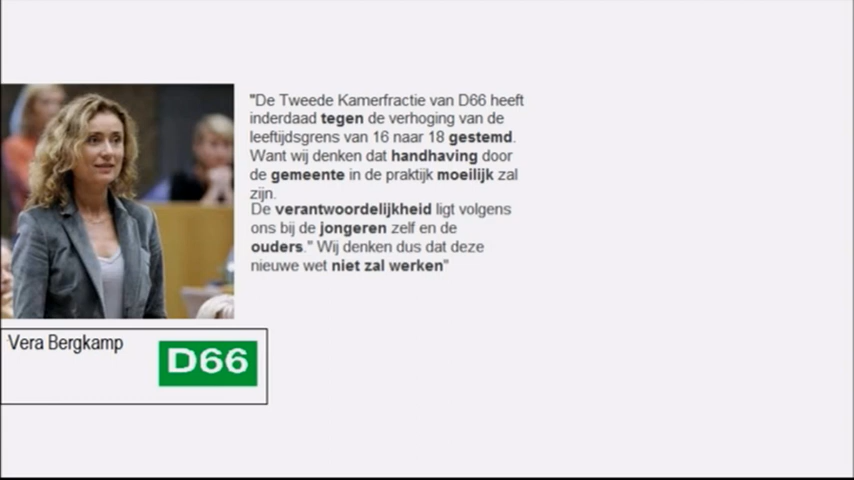 "De Tweede Kamerfractie van D66 heeft
inderdaad tegen de verhoging van de
leeftijdsgrens van 16 naar 18 gestemd.
Want wij denken dat handhaving door
de gemeente in de praktijk moeilijk zal
zijn.
De verantwoordelijkheid ligt volgens
ons bij de jongeren zelf en de
ouders." Wij denken dus dat deze
nieuwe wet niet zal werken"
Vera Bergkamp
D66